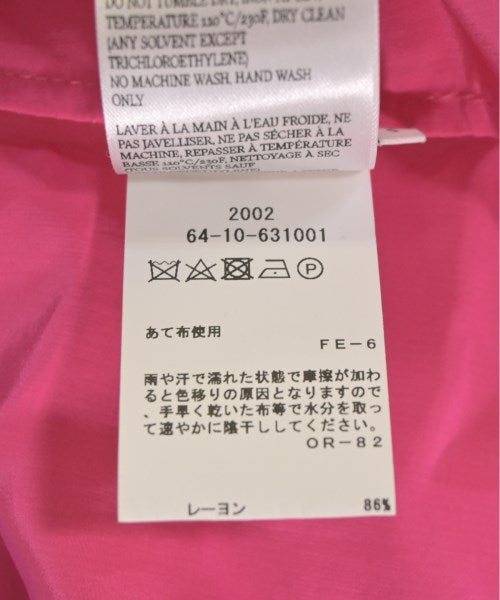 DO NOT TUMBLE DRY,
TEMPERATURE 110°C/230F, DRY CLEAN
(ANY SOLVENT EXCEPT
TRICHLOROETHYLENE)
NO MACHINE WASH, HAND WASH
ONLY
LAVER À LA MAIN À L'EAU FROIDE, NE
PAS JAVELLISER, NE PAS SÉCHER À LA
MACHINE, REPASSER À TEMPÉRATURE
BASSE 110°C/230F, NETTOYAGE À SEC
(TOUS SOLVENTS SAUF
2002
64-10-631001
P
あて布使用
FE-6
雨や汗で濡れた状態で摩擦が加わ
ると色移りの原因となりますので
、手早く乾いた布等で水分を取っ
て速やかに陰干ししてください。
OR-82
レーヨン 86%